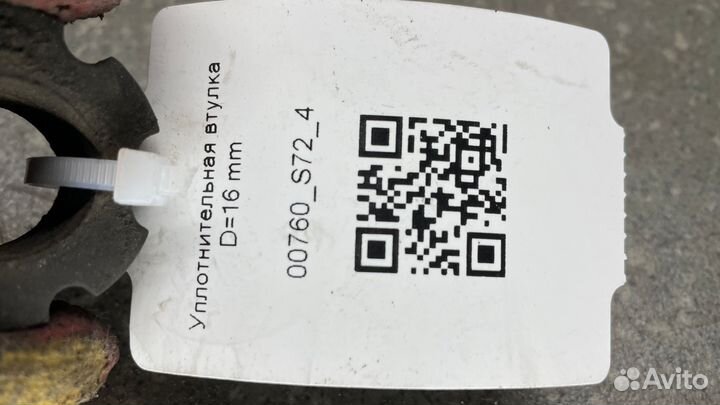 Уплотнительная втулка
D=16 mm
00760_S72_4
Avito